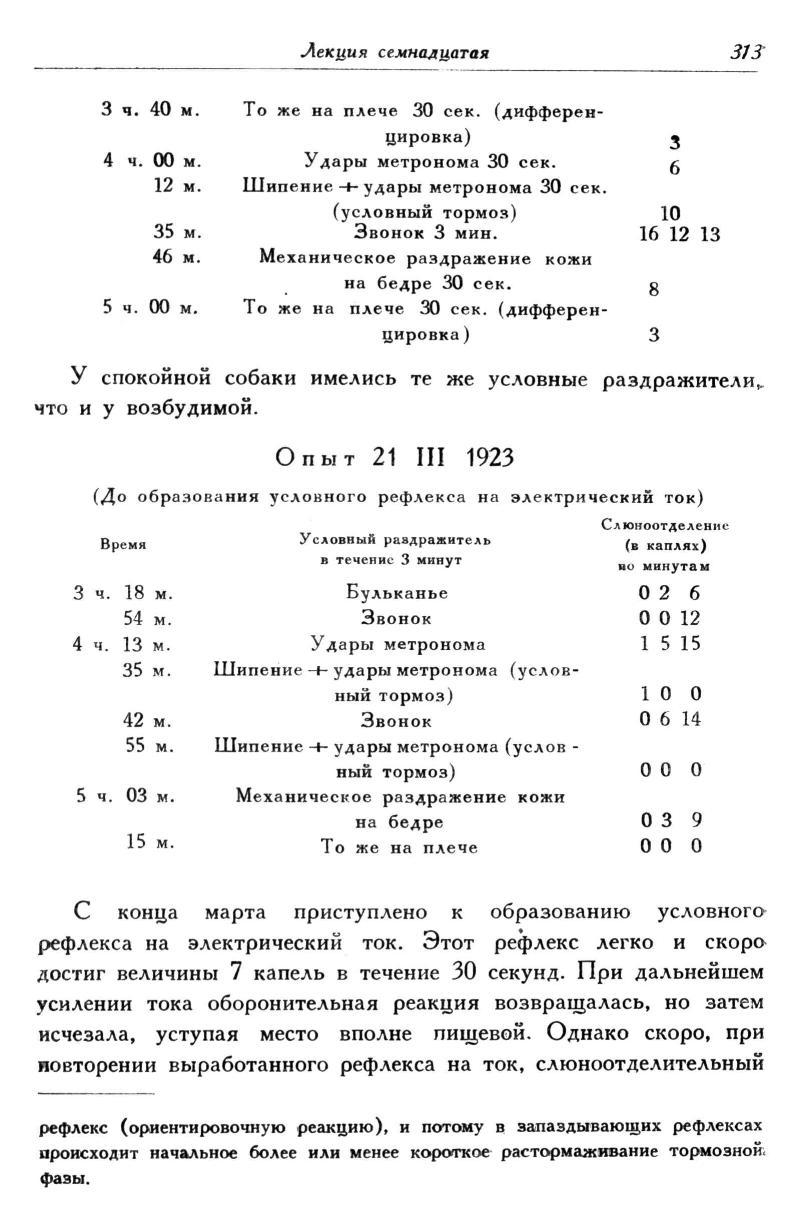 Лекция семнадцатая 313
3 ч. 40 м. То же на плече 30 сек. (дифферен-
цировка) 3
4 ч. 00 м. Удары метронома 30 сек. 6
12 м. Шипение + удары метронома 30 сек.
(условный тормоз) 10
35 м. Звонок 3 мин. 16 12 13
46 м. Механическое раздражение кожи
на бедре 30 сек. 8
5 ч. 00 м. То же на плече 30 сек. (дифферен-
цировка) 3
У спокойной собаки имелись те же условные раздражители,
что и у возбудимой.
Опыт 21 III 1923
(До образования условного рефлекса на электрический ток)
Время Условный раздражитель в течение 3 минут Слюноотделение (в каплях) по минутам
3 ч. 18 м. Бульканье 0 2 6
54 м. Звонок 0 0 12
4 ч. 13 м. Удары метронома 1 5 15
35 м. Шипение + удары метронома (услов-
ный тормоз) 1 0 0
42 м. Звонок 0 6 14
55 м. Шипение + удары метронома (услов -
ный тормоз) 0 0 0
5 ч. 03 м. Механическое раздражение кожи
на бедре 0 3 9
15 м. То же на плече 0 0 0
С конца марта приступлено к образованию условного
рефлекса на электрический ток. Этот рефлекс легко и скоро
достиг величины 7 капель в течение 30 секунд. При дальнейшем
усилении тока оборонительная реакция возвращалась, но затем
исчезала, уступая место вполне пищевой. Однако скоро, при
повторении выработанного рефлекса на ток, слюноотделительный
рефлекс (ориентировочную реакцию), и потому в запаздывающих рефлексах
происходит начальное более или менее короткое растормаживание тормозной
фазы.